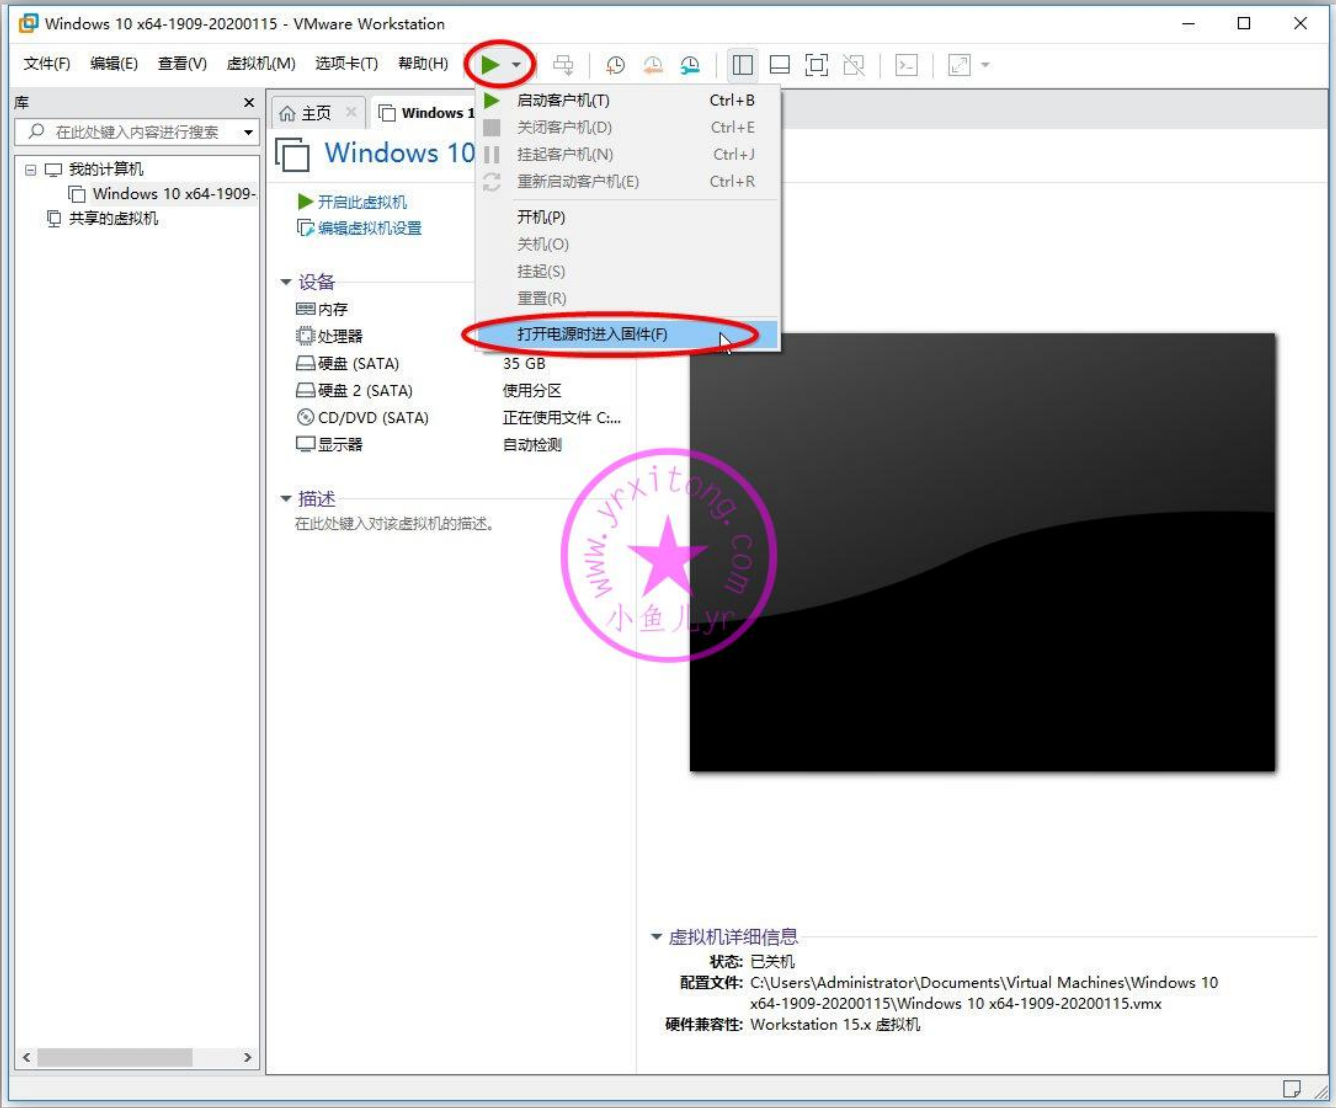 Windows 10 x64-1909-20200115 - VMware Workstation
文件(F) 编辑(E) 查看(V) 虚拟机(M) 选项卡(T) 帮助(H)
库
在此处键入内容进行搜索
我的计算机
Windows 10 x64-1909-
共享的虚拟机
主页
Windows 1
Windows 10
开启此虚拟机
编辑虚拟机设置
启动客户机(T) Ctrl+B
关闭客户机(D) Ctrl+E
挂起客户机(N) Ctrl+J
重新启动客户机(E) Ctrl+R
开机(P)
关机(O)
挂起(S)
重置(R)
打开电源时进入固件(F)
设备
内存
处理器
硬盘 (SATA) 35 GB
硬盘 2 (SATA) 使用分区
CD/DVD (SATA) 正在使用文件 C:...
显示器 自动检测
描述
在此处键入对该虚拟机的描述。
www.yrxitong.com
小鱼儿yr
虚拟机详细信息
状态: 已关机
配置文件: C:\Users\Administrator\Documents\Virtual Machines\Windows 10
x64-1909-20200115\Windows 10 x64-1909-20200115.vmx
硬件兼容性: Workstation 15.x 虚拟机